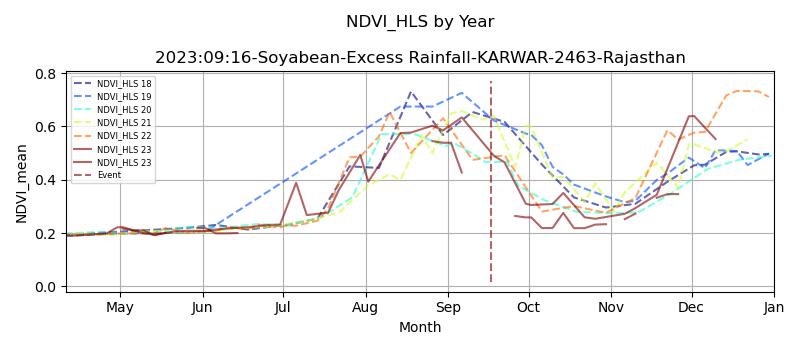 NDVI_HLS by Year
2023:09:16-Soyabean-Excess Rainfall-KARWAR-2463-Rajasthan
NDVI_HLS 18
NDVI_HLS 19
NDVI_HLS 20
NDVI_HLS 21
NDVI_HLS 22
NDVI_HLS 23
NDVI_HLS 23
Event
0.8
0.6
0.4
0.2
0.0
NDVI_mean
May Jun Jul Aug Sep Oct Nov Dec Jan
Month